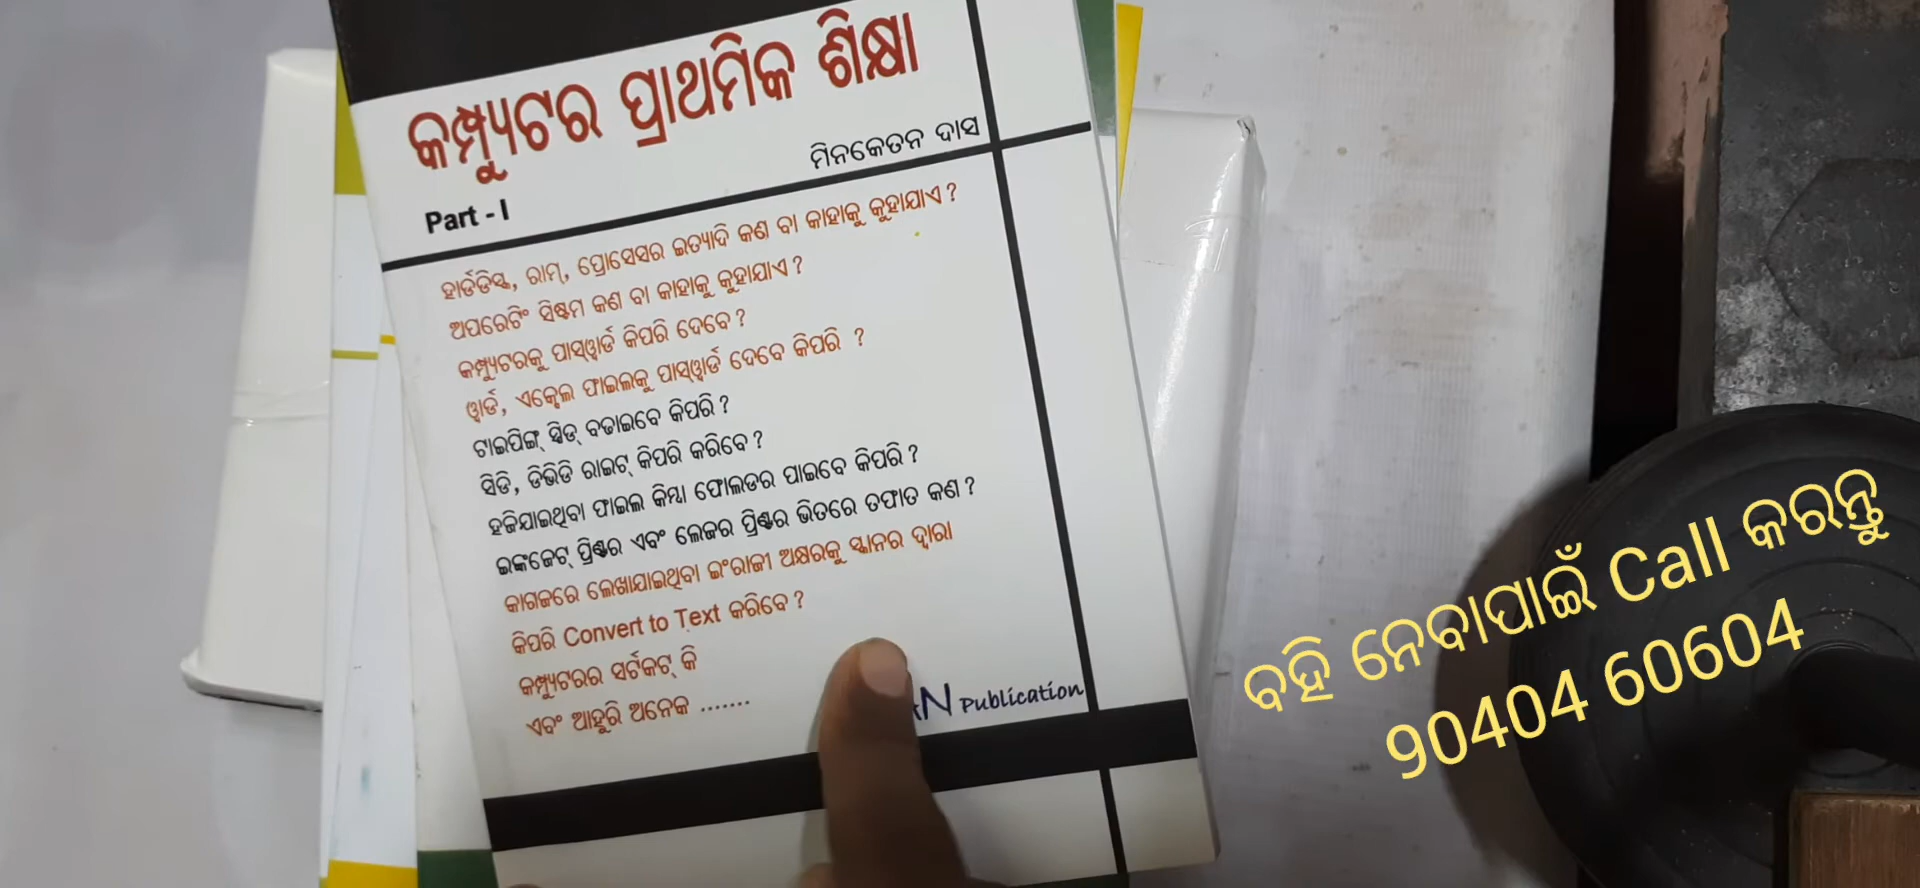 କମ୍ପ୍ୟୁଟର ପ୍ରାଥମିକ ଶିକ୍ଷା
ମିନକେତନ ଦାସ
Part - I
ହାର୍ଡଡିସ୍କ, ରାମ୍, ପ୍ରୋସେସର ଇତ୍ୟାଦି କଣ ବା କାହାକୁ କୁହାଯାଏ ?
ଅପରେଟିଂ ସିଷ୍ଟମ କଣ ବା କାହାକୁ କୁହାଯାଏ ?
କମ୍ପ୍ୟୁଟରକୁ ପାସ୍‌ୱାର୍ଡ କିପରି ଦେବେ ?
ୱାର୍ଡ, ଏକ୍ସେଲ ଫାଇଲକୁ ପାସ୍‌ୱାର୍ଡ ଦେବେ କିପରି ?
ଟାଇପିଙ୍ଗ୍ ସ୍ପିଡ୍ ବଢାଇବେ କିପରି ?
ସିଡି, ଡିଭିଡି ରାଇଟ୍ କିପରି କରିବେ ?
ହଜିଯାଇଥିବା ଫାଇଲ କିମ୍ବା ଫୋଲଡର ପାଇବେ କିପରି ?
ଇଙ୍କଜେଟ୍ ପ୍ରିଣ୍ଟର ଏବଂ ଲେଜର ପ୍ରିଣ୍ଟର ଭିତରେ ତଫାତ କଣ ?
କାଗଜରେ ଲେଖାଯାଇଥିବା ଇଂରାଜୀ ଅକ୍ଷରକୁ ସ୍କାନର ଦ୍ୱାରା
କିପରି Convert to Text କରିବେ ?
କମ୍ପ୍ୟୁଟରର ସର୍ଟକଟ୍ କି
ଏବଂ ଆହୁରି ଅନେକ .......
Publication
ବହି ନେବାପାଇଁ Call କରନ୍ତୁ
90404 60604